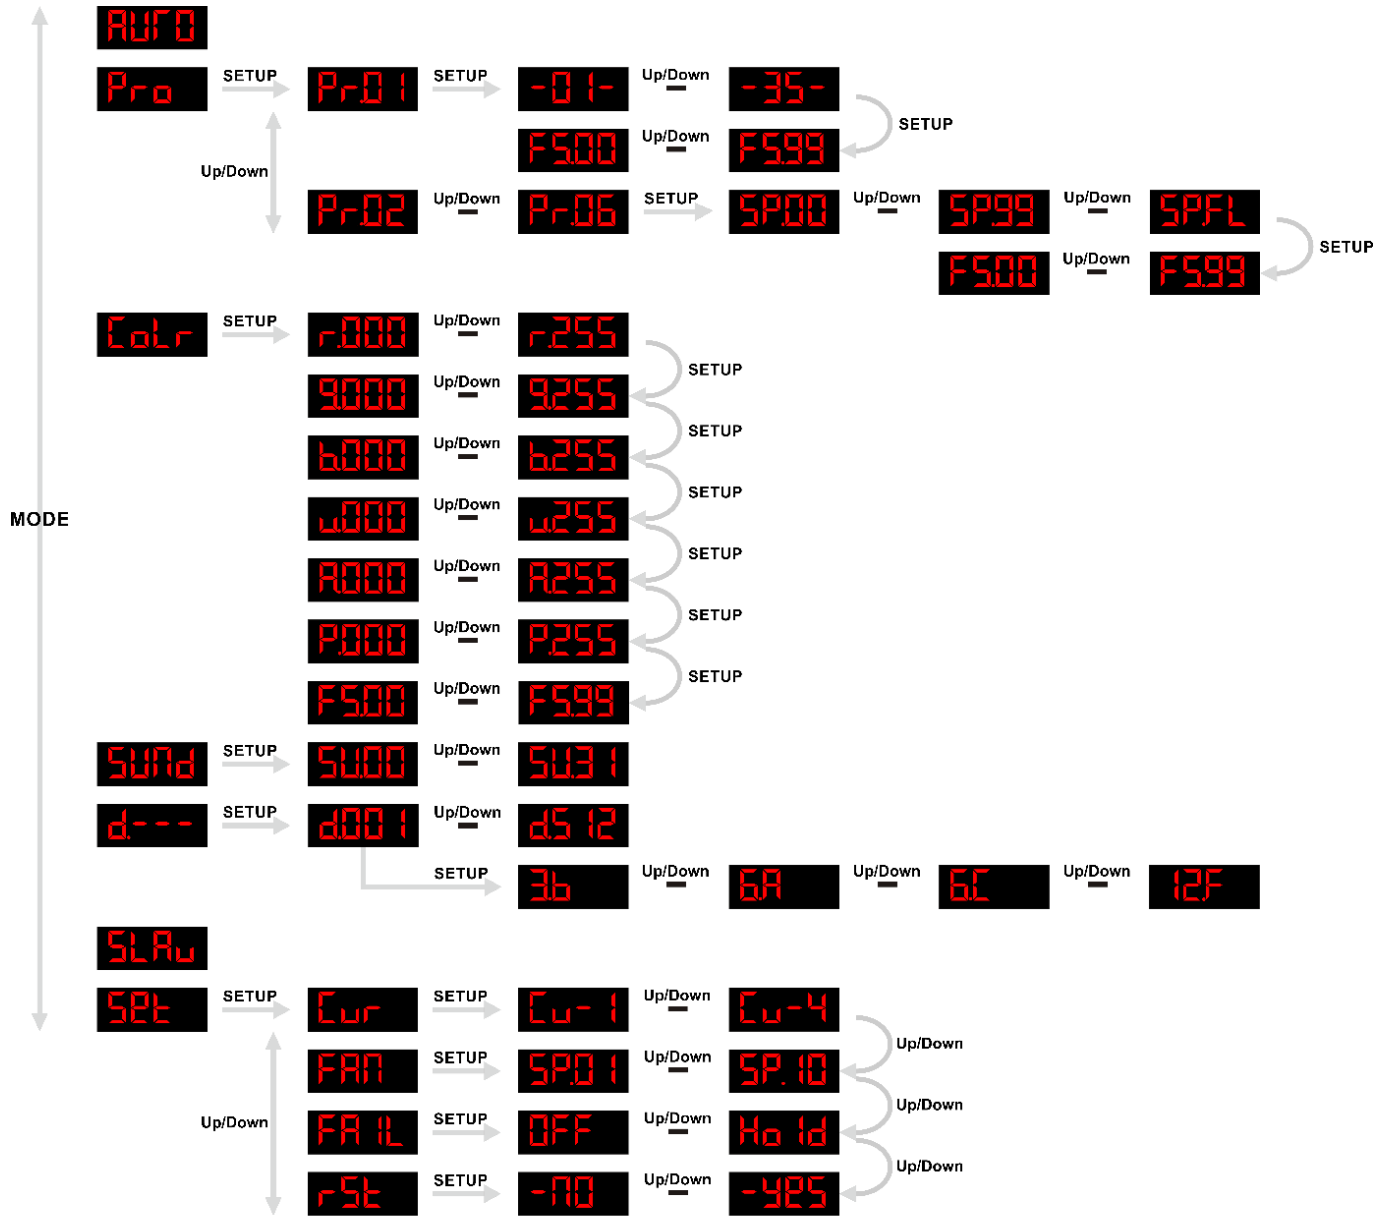 AUTO
Pro SETUP Pr.01 SETUP -01- Up/Down -35-
SETUP
FS.00 Up/Down FS.99
Up/Down
Pr.02 Up/Down Pr.06 SETUP SP.00 Up/Down SP.99 Up/Down SP.FL
SETUP
FS.00 Up/Down FS.99
CoLr SETUP r.000 Up/Down r.255
SETUP
g.000 Up/Down g.255
SETUP
b.000 Up/Down b.255
SETUP
MODE
u.000 Up/Down u.255
SETUP
A.000 Up/Down A.255
SETUP
P.000 Up/Down P.255
SETUP
FS.00 Up/Down FS.99
SUNd SETUP SU.00 Up/Down SU.31
d.--- SETUP d.001 Up/Down d.512
SETUP 3.b Up/Down 6.A Up/Down 6.C Up/Down 12.F
SLAu
SEt SETUP Cur SETUP Cu-1 Up/Down Cu-4
Up/Down
FAN SETUP SP.01 Up/Down SP.10
Up/Down
Up/Down
FAIL SETUP OFF Up/Down Hold
Up/Down
rSt SETUP -NO Up/Down -yES